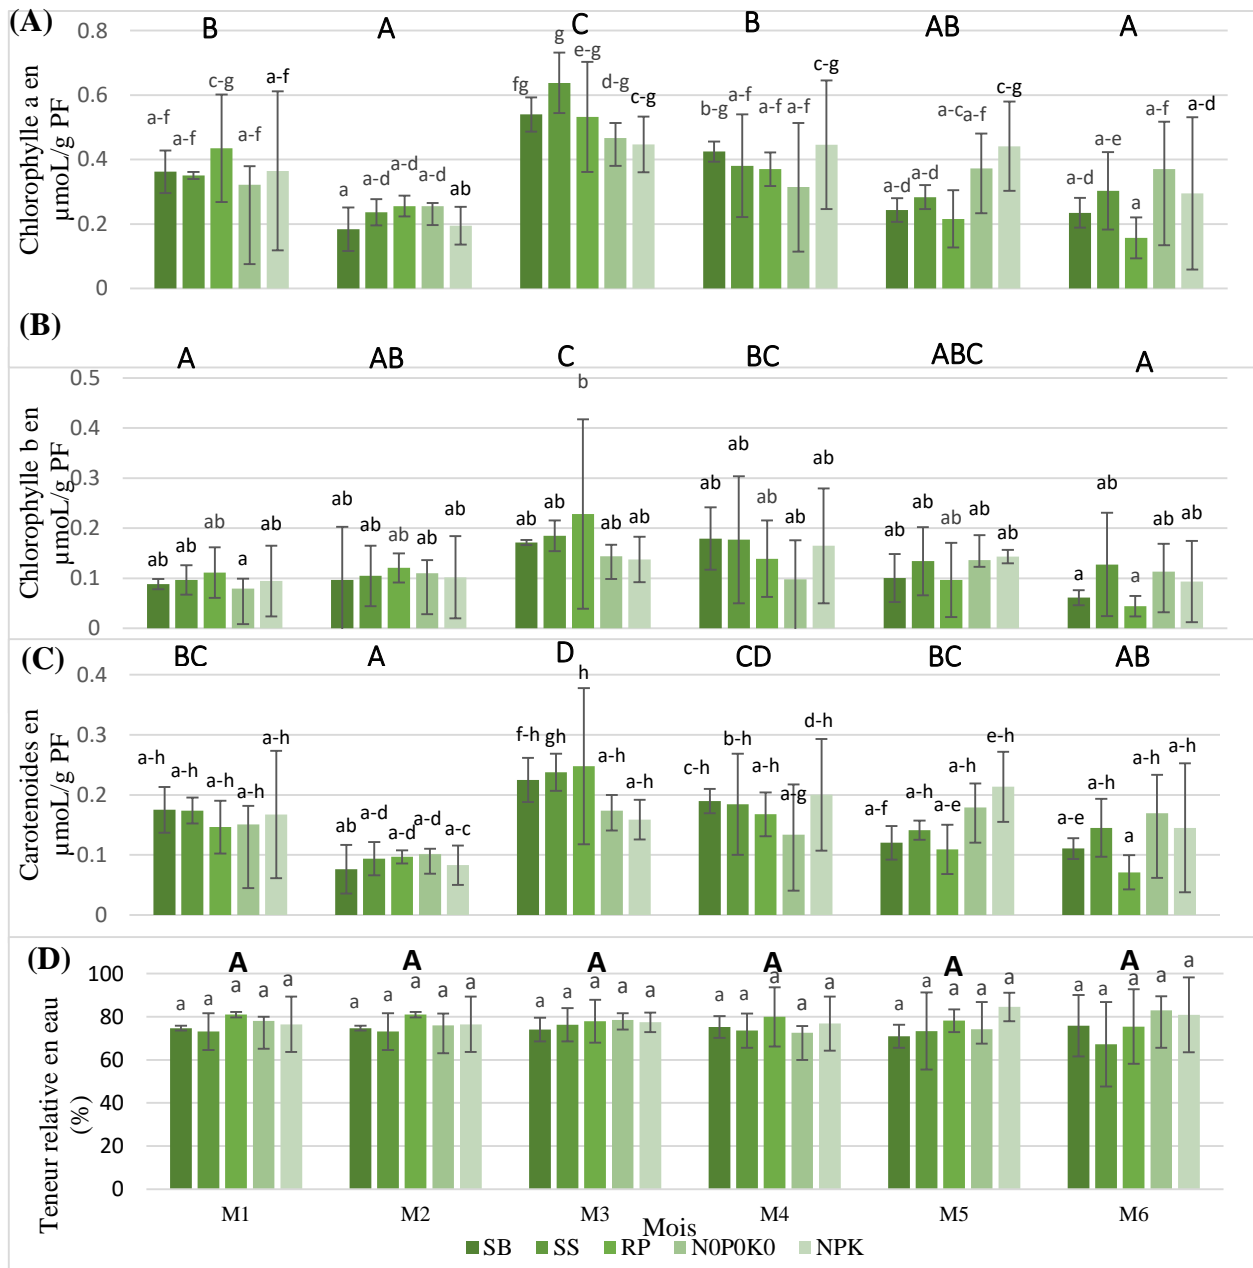 (A)
Chlorophylle a en
µmoL/g PF
B A C B AB A
0.8
0.6
0.4
0.2
0
a-f a-f c-g a-f a-f
a a-d a-d a-d ab
fg g e-g d-g c-g
b-g a-f a-f a-f c-g
a-d a-d a-c a-f c-g
a-d a-e a a-f a-d
(B)
Chlorophylle b en
µmoL/g PF
A AB C BC ABC A
0.5
0.4
0.3
0.2
0.1
0
ab ab ab a ab
ab ab ab ab ab
ab ab b ab ab
ab ab ab ab ab
ab ab ab ab ab
a ab a ab ab
(C)
Carotenoides en
µmoL/g PF
BC A D CD BC AB
0.4
0.3
0.2
0.1
0
a-h a-h a-h a-h a-h
ab a-d a-d a-d a-c
f-h gh h a-h a-h
c-h b-h a-h a-g d-h
a-f a-h a-e a-h e-h
a-e a-h a a-h a-h
(D)
Teneur relative en eau
(%)
A A A A A A
100
80
60
40
20
0
a a a a a
a a a a a
a a a a a
a a a a a
a a a a a
a a a a a
M1 M2 M3 M4 M5 M6
Mois
SB SS RP N0P0K0 NPK